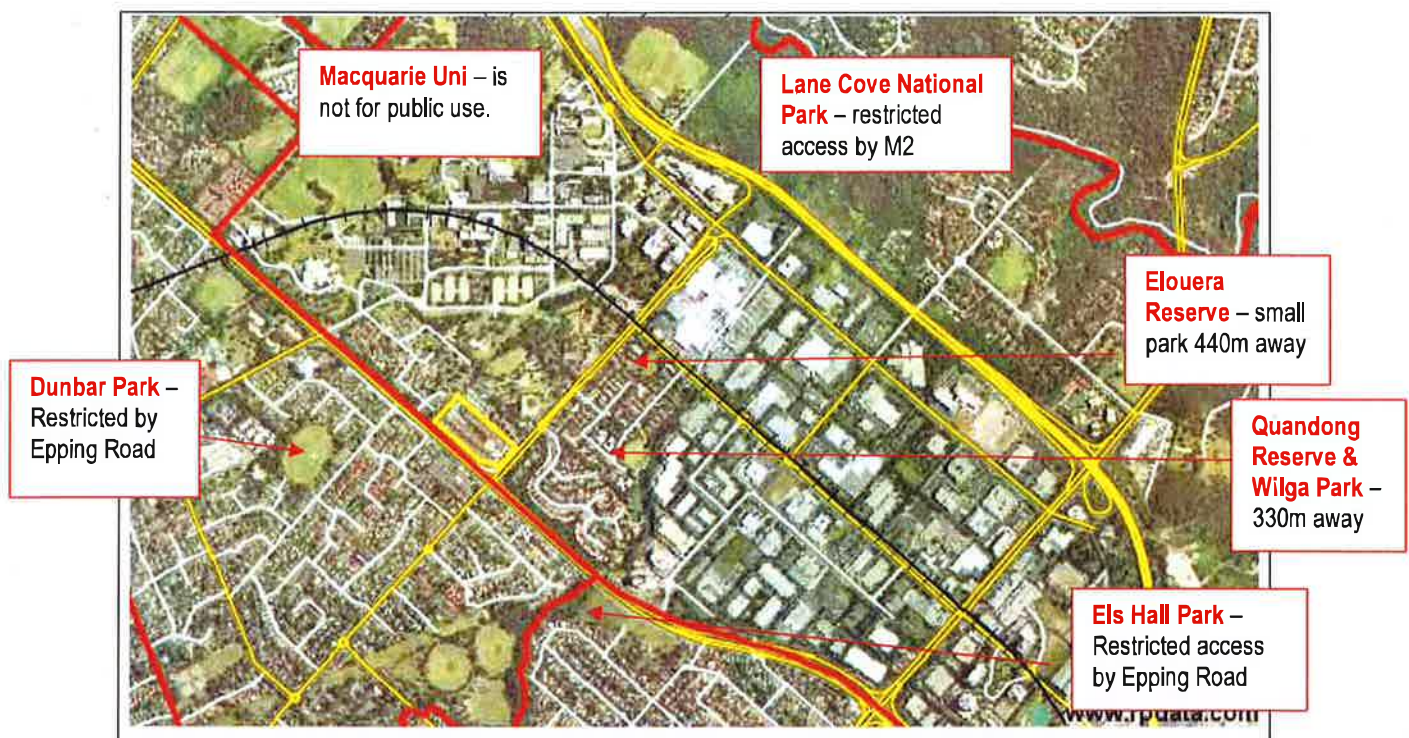 Macquarie Uni – is
not for public use.
Lane Cove National
Park – restricted
access by M2
Elouera
Reserve – small
park 440m away
Dunbar Park –
Restricted by
Epping Road
Quandong
Reserve &
Wilga Park –
330m away
Els Hall Park –
Restricted access
by Epping Road
www.rpdata.com